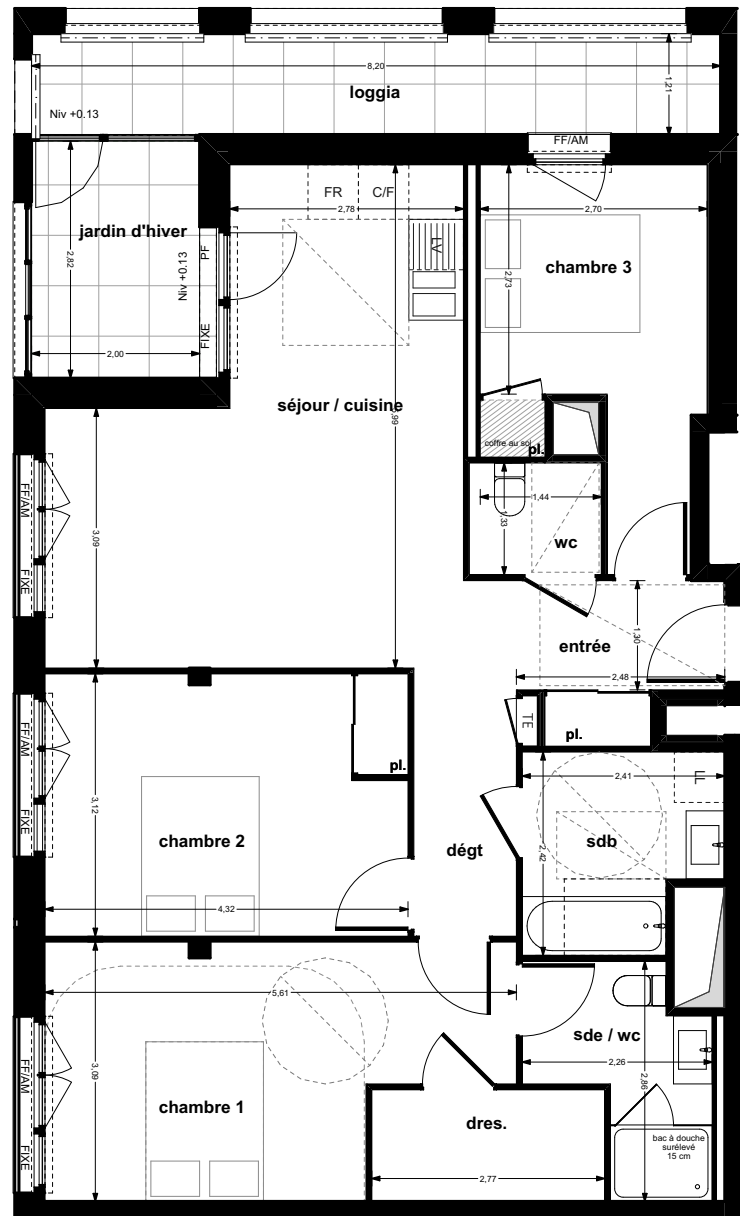 8,20
1,21
loggia
Niv +0.13
FF/AM
FR
C/F
2,78
2,70
jardin d'hiver
PF
LV
2,82
Niv +0.13
chambre 3
2,73
FIXE
2,00
séjour / cuisine
,99
coffre au sol
pl.
FF/AM
1,44
1,33
3,09
wc
FIXE
1,30
entrée
2,48
TE
pl.
FF/AM
pl.
2,41
LL
3,12
FIXE
chambre 2
dégt
sdb
2,42
4,32
5,61
sde / wc
FF/AM
3,09
2,26
2,86
chambre 1
dres.
FIXE
bac à douche
surélevé
15 cm
2,77